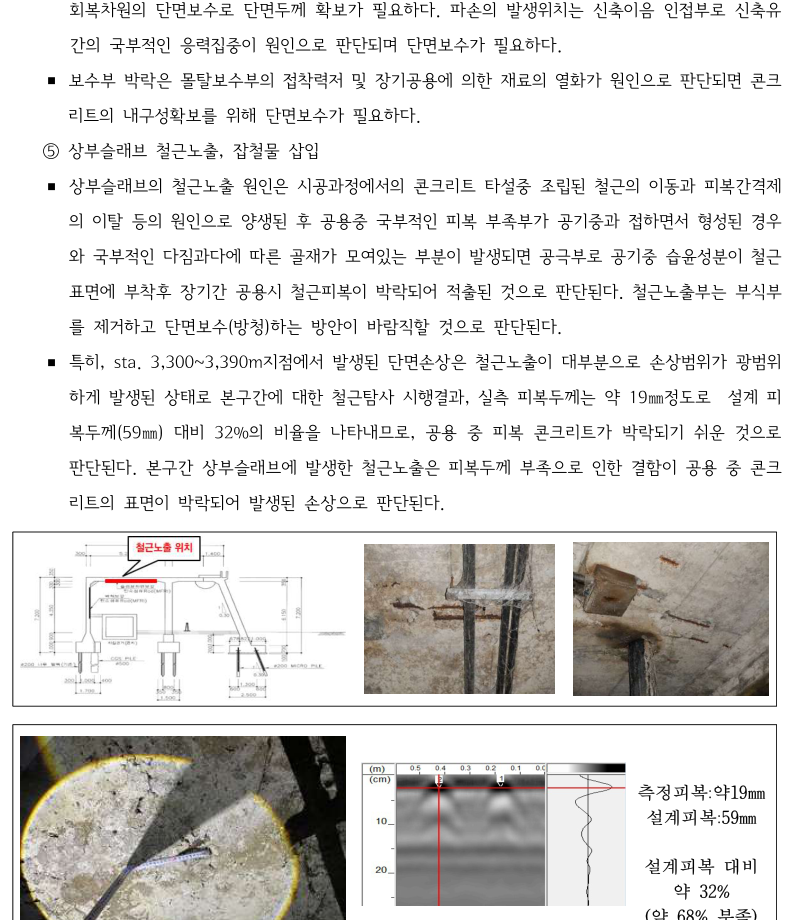 회복차원의 단면보수로 단면두께 확보가 필요하다. 파손의 발생위치는 신축이음 인접부로 신축유
간의 국부적인 응력집중이 원인으로 판단되며 단면보수가 필요하다.
■ 보수부 박락은 몰탈보수부의 접착력저 및 장기공용에 의한 재료의 열화가 원인으로 판단되면 콘크
리트의 내구성확보를 위해 단면보수가 필요하다.
⑤ 상부슬래브 철근노출, 잡철물 삽입
■ 상부슬래브의 철근노출 원인은 시공과정에서의 콘크리트 타설중 조립된 철근의 이동과 피복간격제
의 이탈 등의 원인으로 양생된 후 공용중 국부적인 피복 부족부가 공기중과 접하면서 형성된 경우
와 국부적인 다짐과다에 따른 골재가 모여있는 부분이 발생되면 공극부로 공기중 습윤성분이 철근
표면에 부착후 장기간 공용시 철근피복이 박락되어 적출된 것으로 판단된다. 철근노출부는 부식부
를 제거하고 단면보수(방청)하는 방안이 바람직할 것으로 판단된다.
■ 특히, sta. 3,300~3,390m지점에서 발생된 단면손상은 철근노출이 대부분으로 손상범위가 광범위
하게 발생된 상태로 본구간에 대한 철근탐사 시행결과, 실측 피복두께는 약 19㎜정도로 설계 피
복두께(59㎜) 대비 32%의 비율을 나타내므로, 공용 중 피복 콘크리트가 박락되기 쉬운 것으로
판단된다. 본구간 상부슬래브에 발생한 철근노출은 피복두께 부족으로 인한 결함이 공용 중 콘크
리트의 표면이 박락되어 발생된 손상으로 판단된다.
철근노출 위치
300
1,400
7,200
0.30
7,200
COS PILE
#200 MICRO PILE
1,700
1,500
2,500
(m) 0.5 0.4 0.3 0.2 0.1 0.0
(cm)
2 1
10
20
측정피복:약19㎜
설계피복:59㎜
설계피복 대비
약 32%
(약 68% 부족)